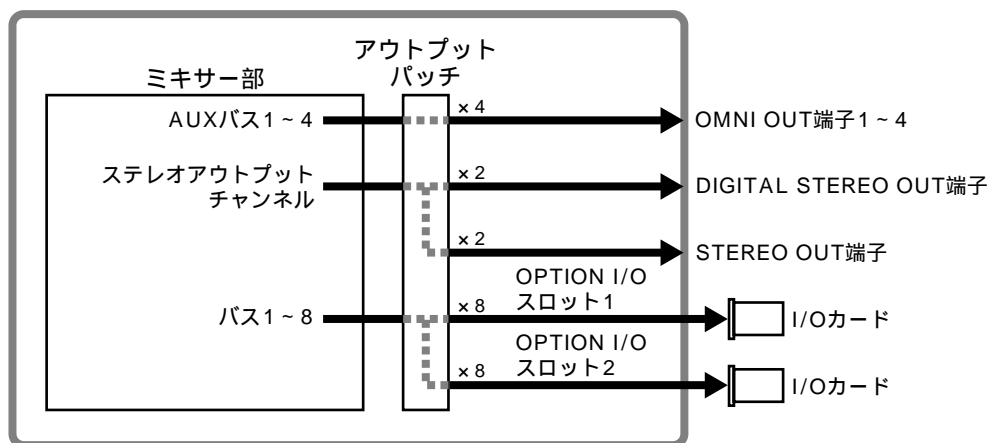 アウトプット
パッチ
ミキサー部
AUXバス1 ~ 4
×4
OMNI OUT端子1 ~ 4
ステレオアウトプット
チャンネル
×2
DIGITAL STEREO OUT端子
×2
STEREO OUT端子
バス1 ~ 8
×8
OPTION I/O
スロット1
I/Oカード
×8
OPTION I/O
スロット2
I/Oカード